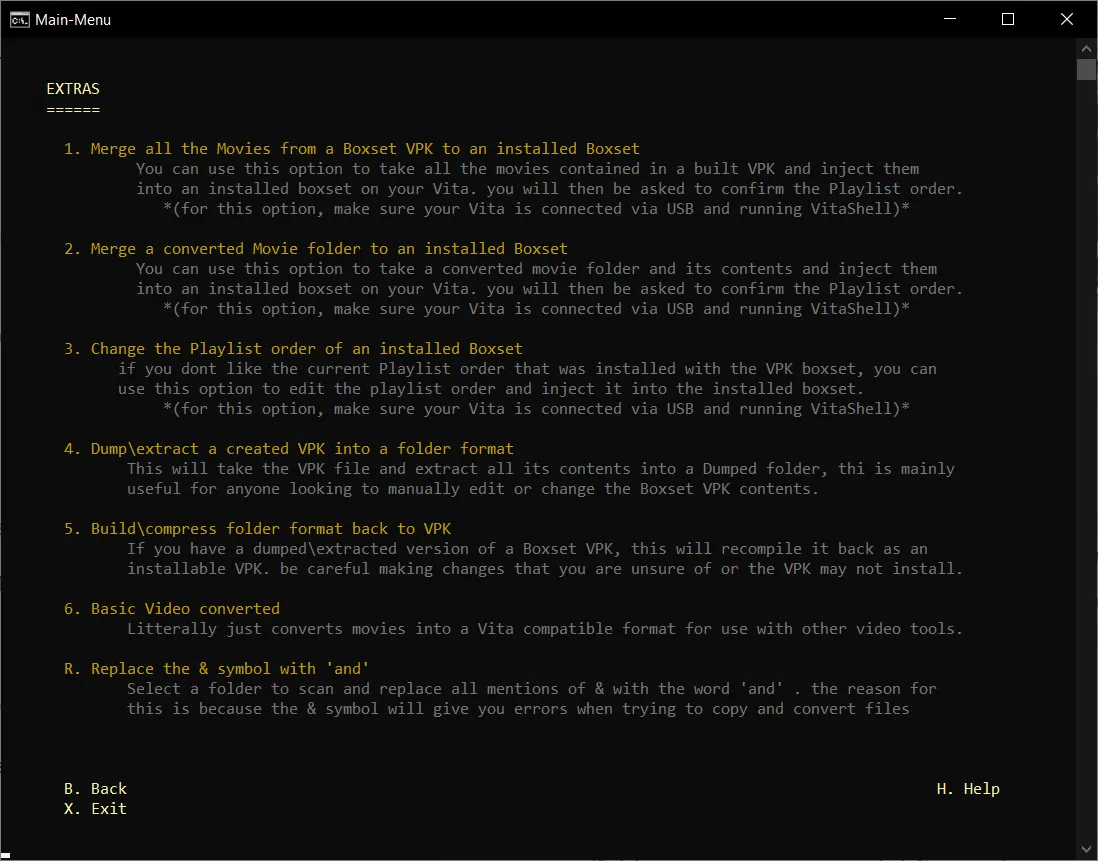 Main-Menu
EXTRAS
======
1. Merge all the Movies from a Boxset VPK to an installed Boxset
You can use this option to take all the movies contained in a built VPK and inject them
into an installed boxset on your Vita. you will then be asked to confirm the Playlist order.
*(for this option, make sure your Vita is connected via USB and running VitaShell)*
2. Merge a converted Movie folder to an installed Boxset
You can use this option to take a converted movie folder and its contents and inject them
into an installed boxset on your Vita. you will then be asked to confirm the Playlist order.
*(for this option, make sure your Vita is connected via USB and running VitaShell)*
3. Change the Playlist order of an installed Boxset
if you dont like the current Playlist order that was installed with the VPK boxset, you can
use this option to edit the playlist order and inject it into the installed boxset.
*(for this option, make sure your Vita is connected via USB and running VitaShell)*
4. Dump\extract a created VPK into a folder format
This will take the VPK file and extract all its contents into a Dumped folder, thi is mainly
useful for anyone looking to manually edit or change the Boxset VPK contents.
5. Build\compress folder format back to VPK
If you have a dumped\extracted version of a Boxset VPK, this will recompile it back as an
installable VPK. be careful making changes that you are unsure of or the VPK may not install.
6. Basic Video converted
Litterally just converts movies into a Vita compatible format for use with other video tools.
R. Replace the & symbol with 'and'
Select a folder to scan and replace all mentions of & with the word 'and' . the reason for
this is because the & symbol will give you errors when trying to copy and convert files
B. Back
H. Help
X. Exit